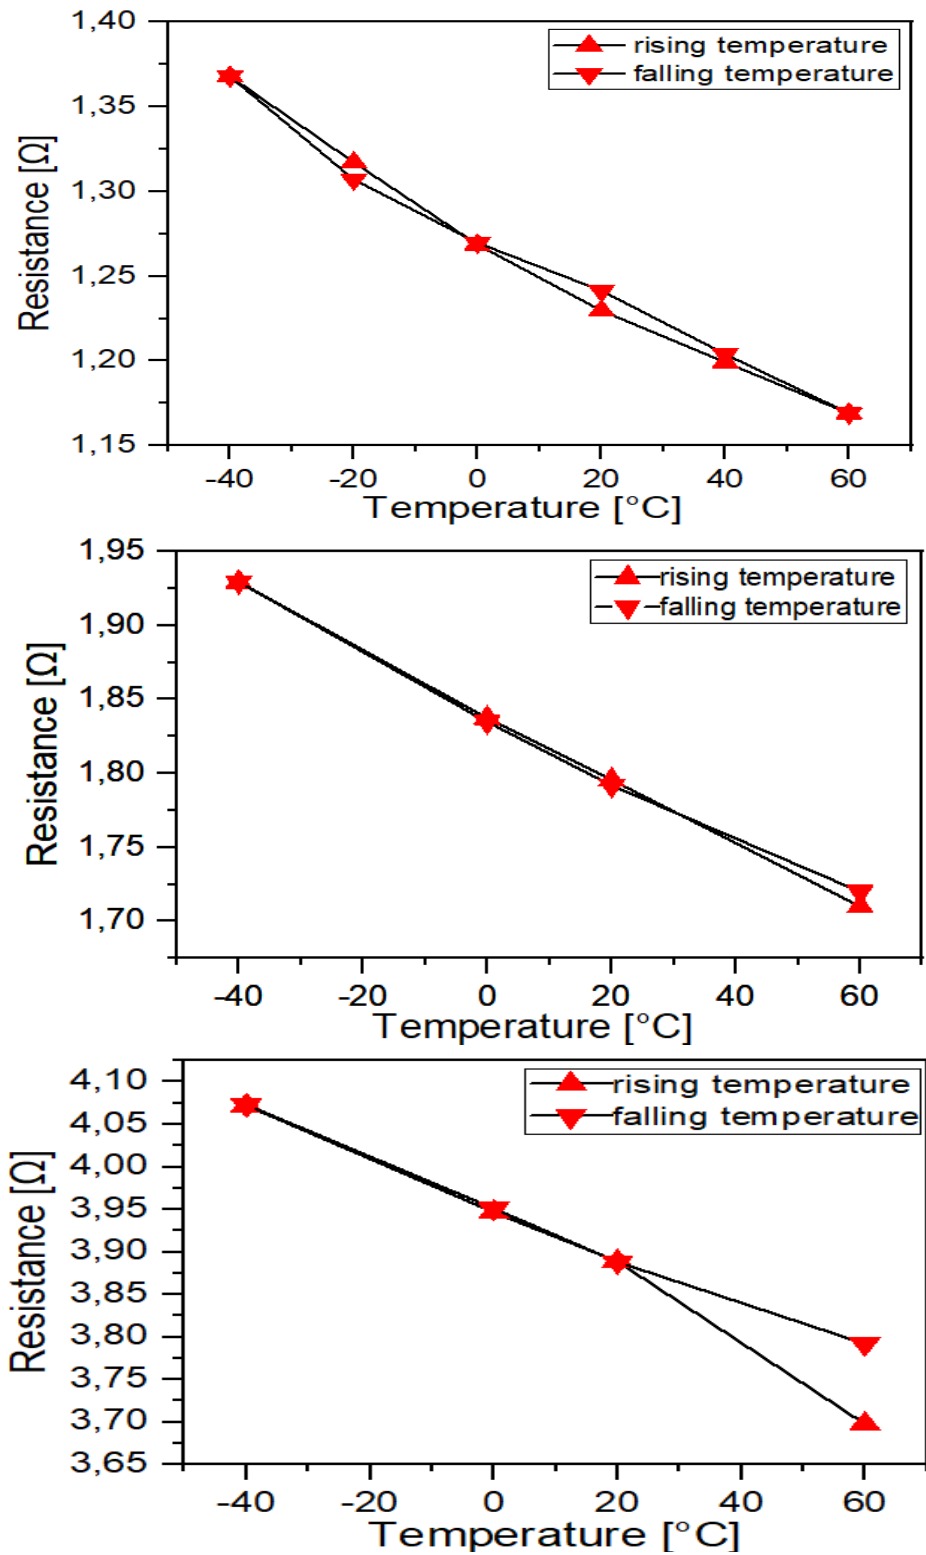 1,40
1,35
1,30
1,25
1,20
1,15
Resistance [Ω]
rising temperature
falling temperature
-40 -20 0 20 40 60
Temperature [°C]
1,95
1,90
1,85
1,80
1,75
1,70
Resistance [Ω]
rising temperature
falling temperature
-40 -20 0 20 40 60
Temperature [°C]
4,10
4,05
4,00
3,95
3,90
3,85
3,80
3,75
3,70
3,65
Resistance [Ω]
rising temperature
falling temperature
-40 -20 0 20 40 60
Temperature [°C]